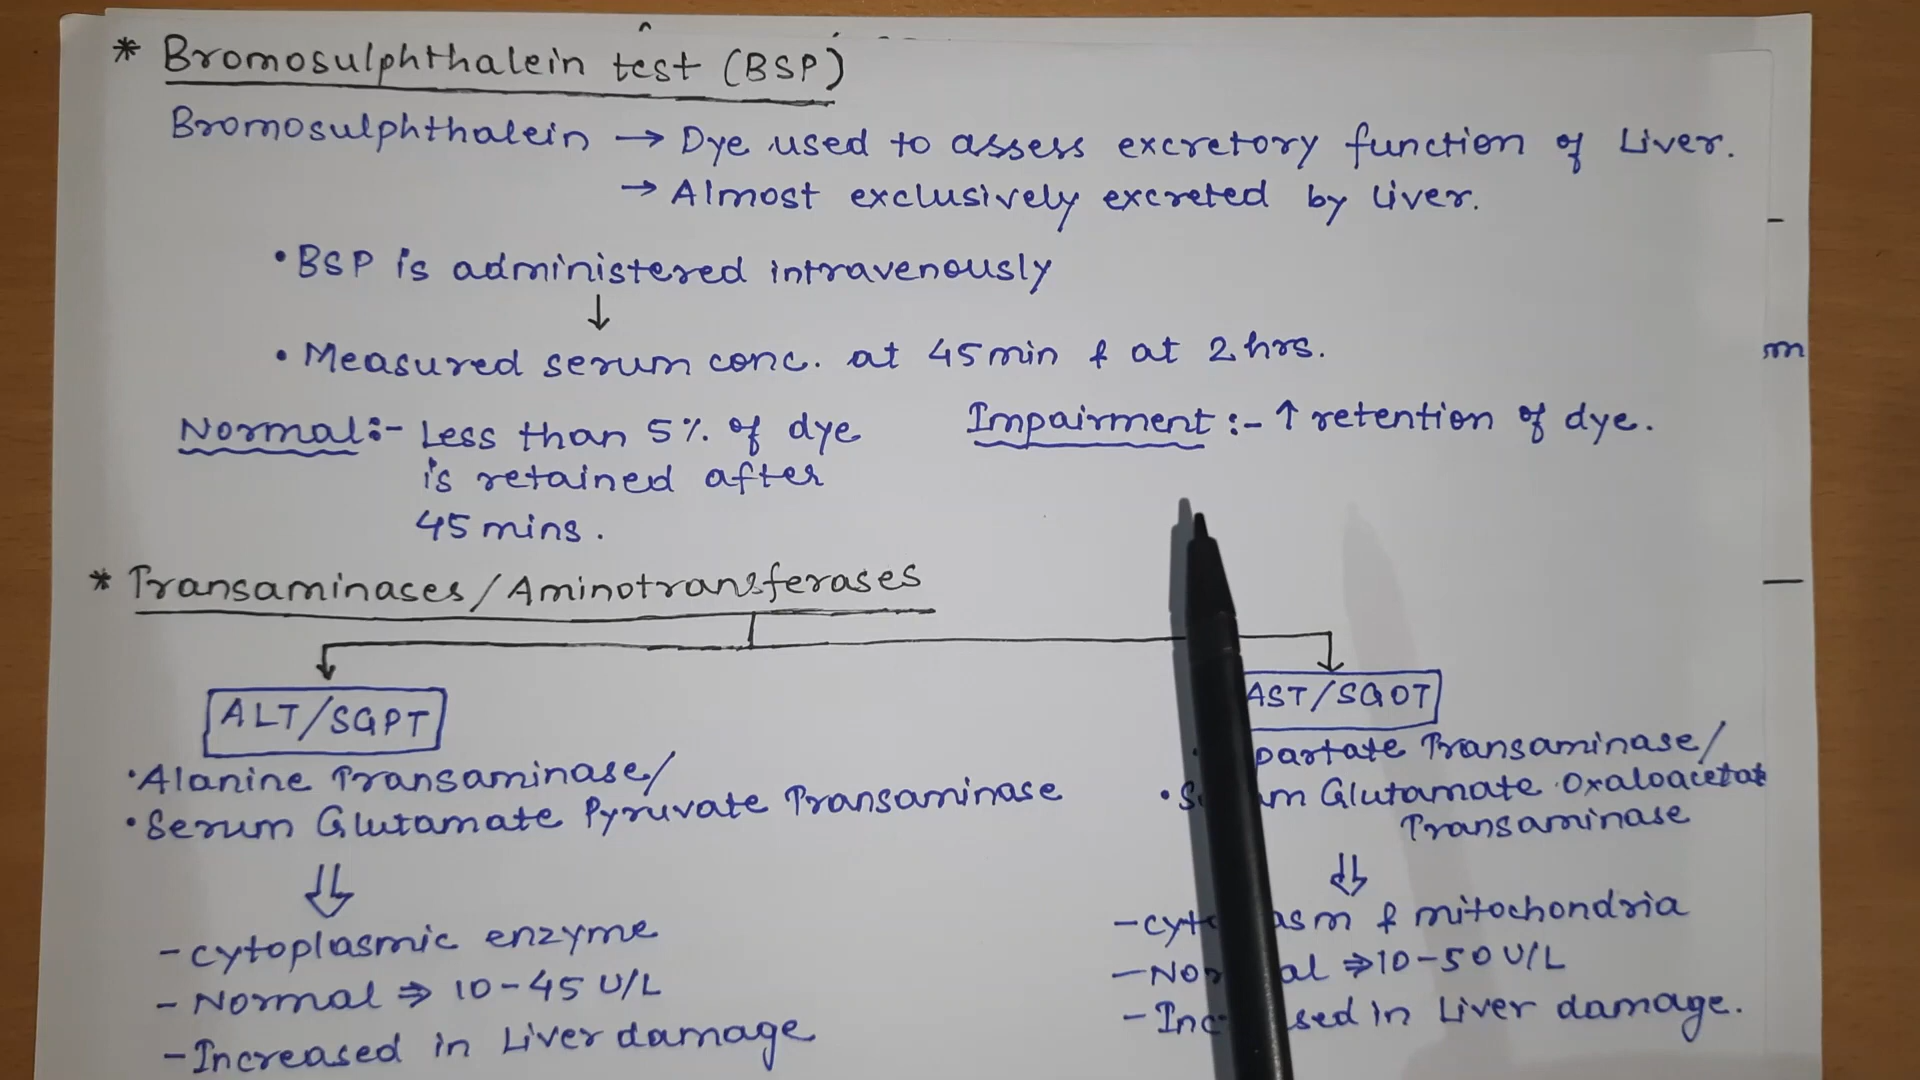 * Bromosulphthalein test (BSP)
Bromosulphthalein → Dye used to assess excretory function of Liver.
→ Almost exclusively excreted by liver.
• BSP is administered intravenously
↓
• Measured serum conc. at 45 min & at 2 hrs.
Normal:- Less than 5% of dye
is retained after
45 mins.
Impairment :- ↑ retention of dye.
* Transaminases/Aminotransferases
ALT/SGPT
• Alanine Transaminase/
• Serum Glutamate Pyruvate Transaminase
⇓
- cytoplasmic enzyme
- Normal ⇒ 10-45 U/L
- Increased in Liver damage
AST/SGOT
partate Transaminase/
• S m Glutamate Oxaloacetat
Transaminase
⇓
- cyt asm & mitochondria
- Nor al ⇒ 10-50 U/L
- Inc sed in Liver damage.
m